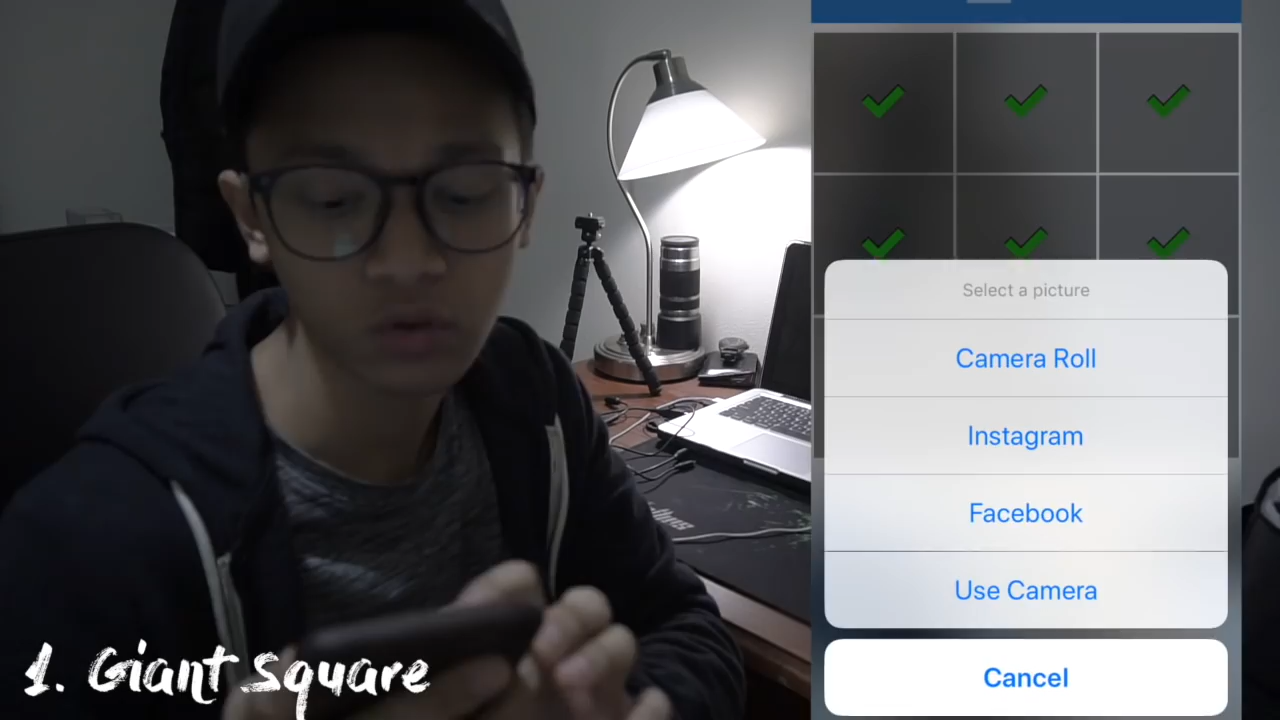 Select a picture
Camera Roll
Instagram
Facebook
Use Camera
Cancel
1. Giant Square